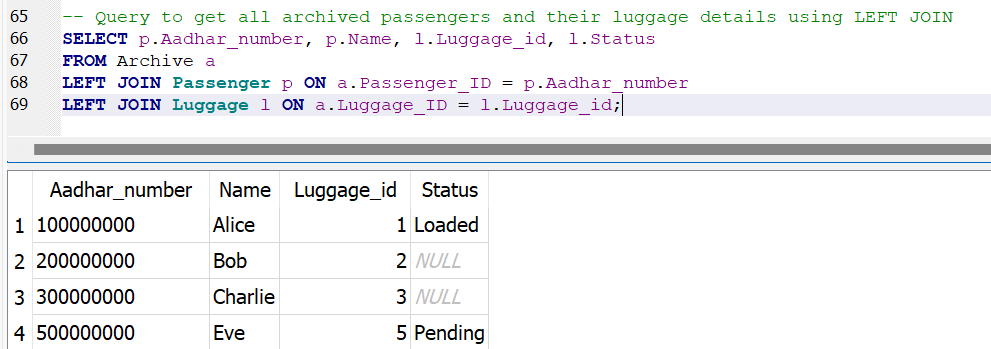 65 -- Query to get all archived passengers and their luggage details using LEFT JOIN
66 SELECT p.Aadhar_number, p.Name, l.Luggage_id, l.Status
67 FROM Archive a
68 LEFT JOIN Passenger p ON a.Passenger_ID = p.Aadhar_number
69 LEFT JOIN Luggage l ON a.Luggage_ID = l.Luggage_id;
Aadhar_number Name Luggage_id Status
1 100000000 Alice 1 Loaded
2 200000000 Bob 2 NULL
3 300000000 Charlie 3 NULL
4 500000000 Eve 5 Pending